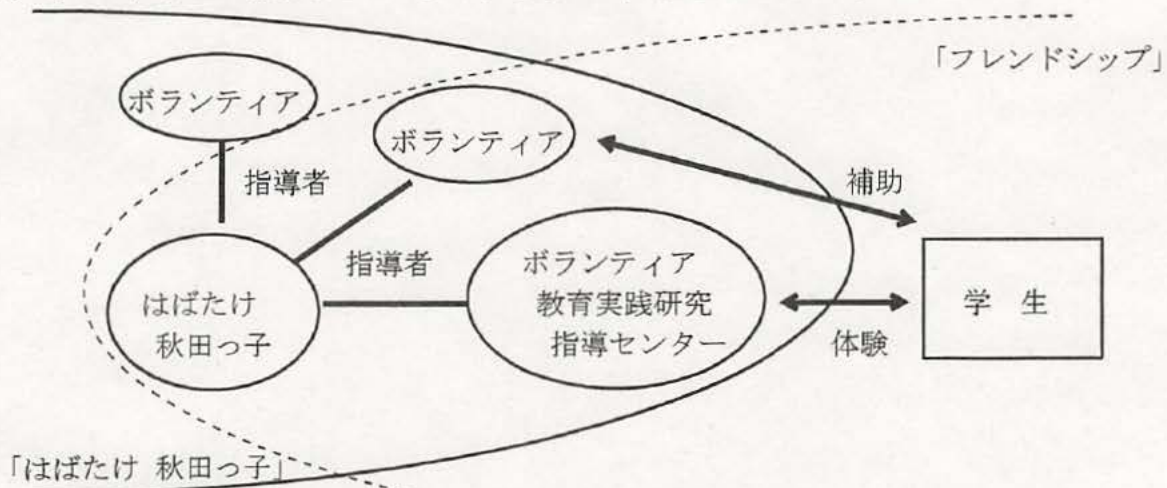 「フレンドシップ」
ボランティア
ボランティア
指導者
補助
指導者
はばたけ
秋田っ子
ボランティア
教育実践研究
指導センター
体験
学 生
「はばたけ 秋田っ子」